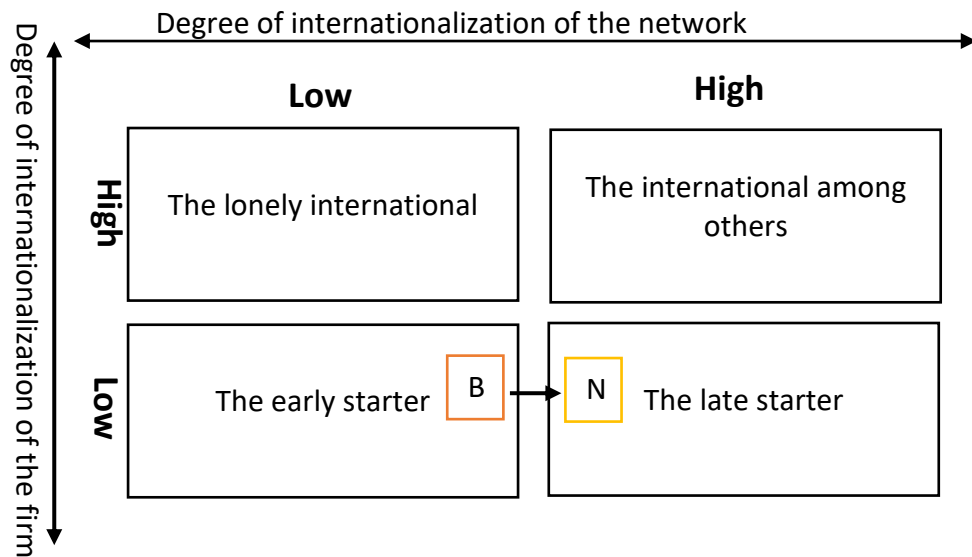 Degree of internationalization of the network
Degree of internationalization of the firm
Low
High
High
The lonely international
The international among
others
Low
The early starter
B
N
The late starter